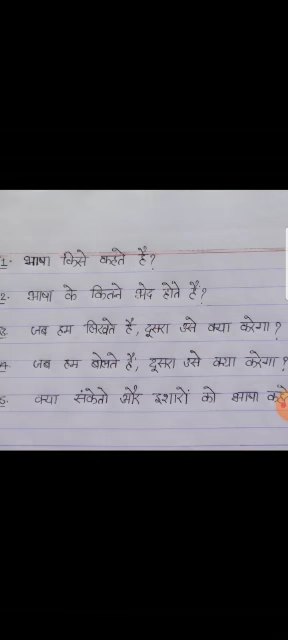 1. भाषा किसे कहते हैं?
2. भाषा के कितने भेद होते हैं?
3. जब हम लिखते हैं, दूसरा उसे क्या करेगा?
4. जब हम बोलते हैं, दूसरा उसे क्या करेगा?
5. क्या संकेतो और इशारों को भाषा